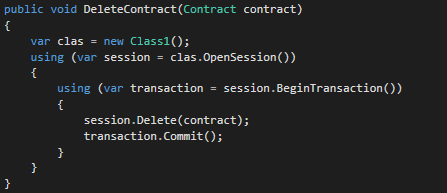 public void DeleteContract(Contract contract)
{
    var clas = new Class1();
    using (var session = clas.OpenSession())
    {
        using (var transaction = session.BeginTransaction())
        {
            session.Delete(contract);
            transaction.Commit();
        }
    }
}